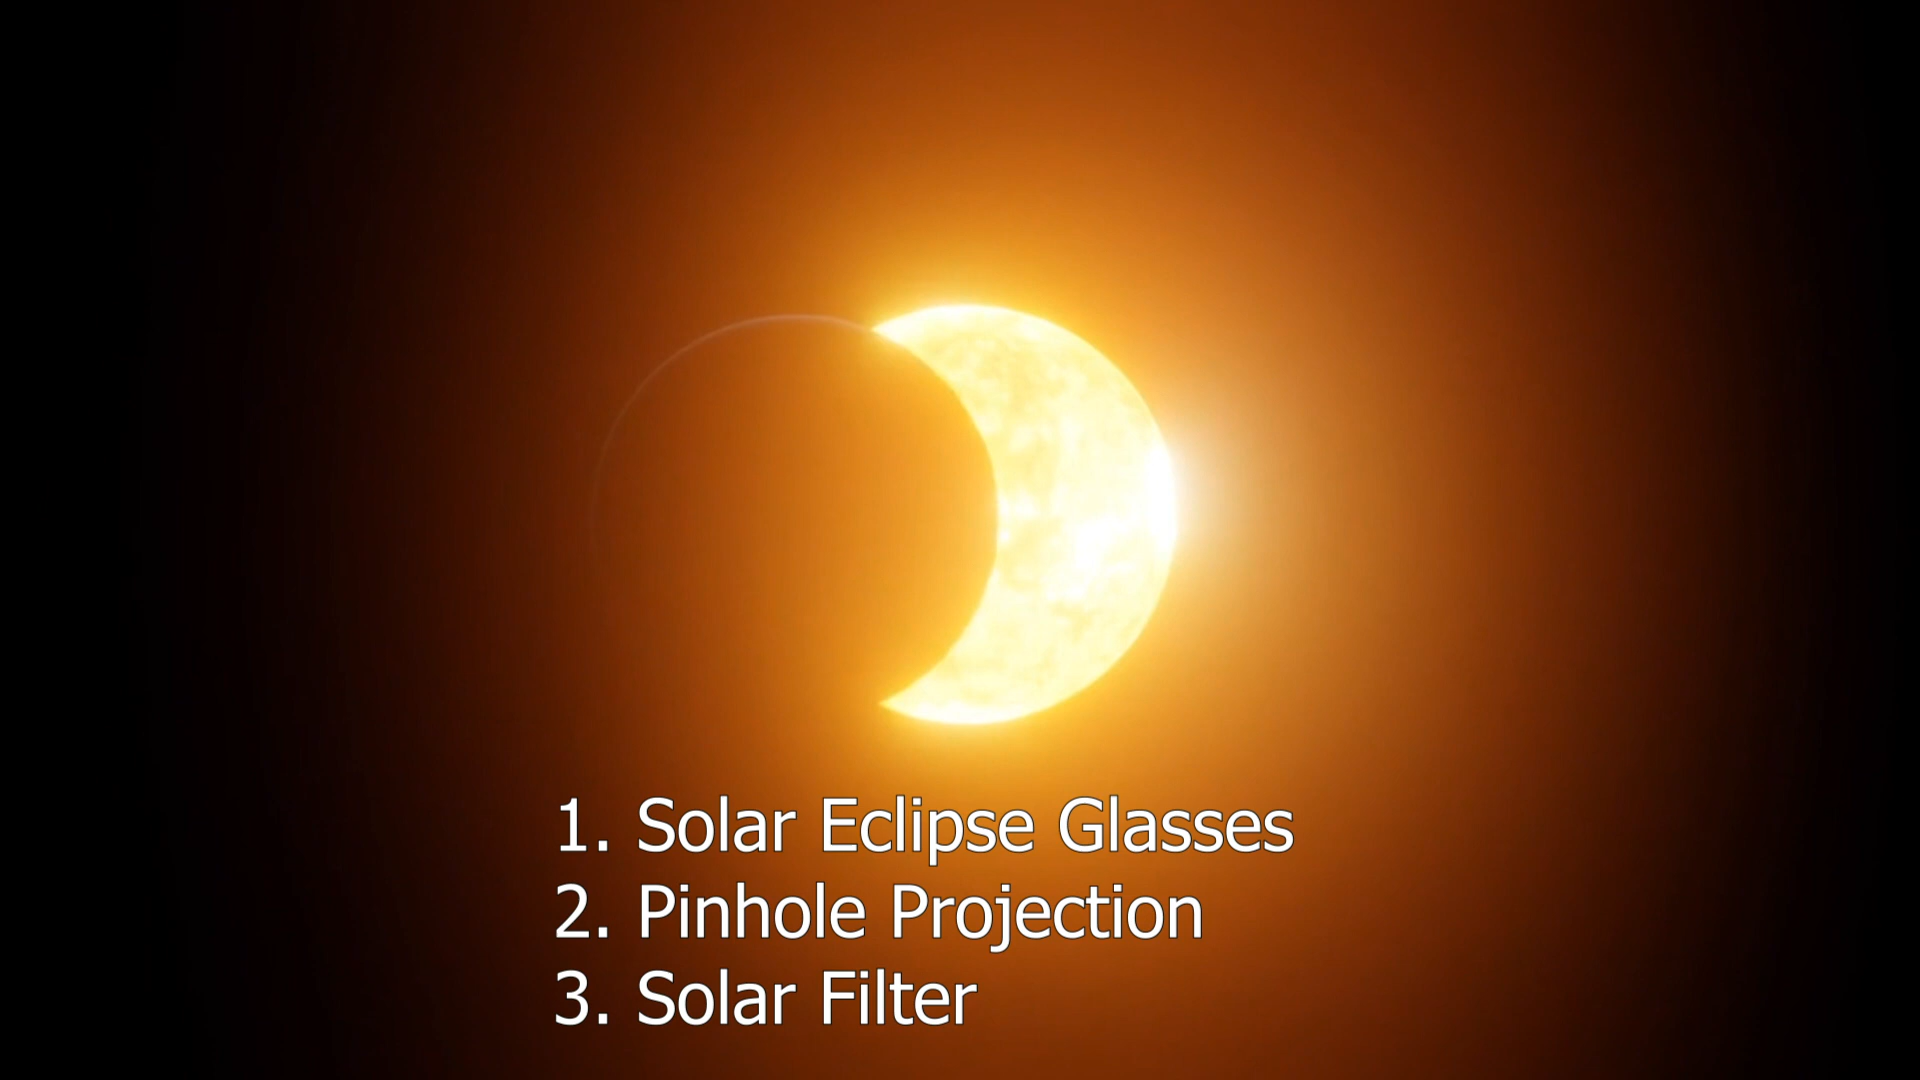 1. Solar Eclipse Glasses
2. Pinhole Projection
3. Solar Filter